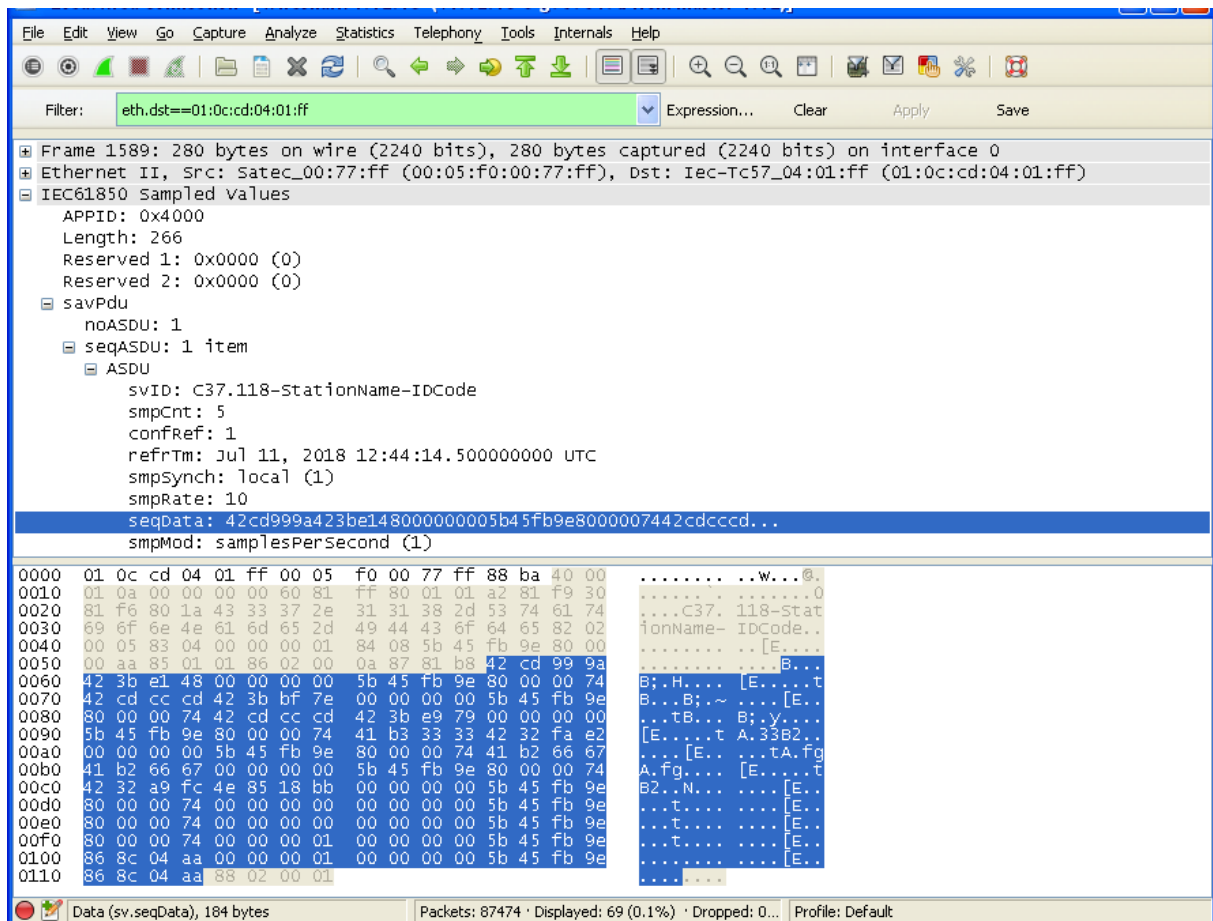 File Edit View Go Capture Analyze Statistics Telephony Tools Internals Help
Filter: eth.dst==01:0c:cd:04:01:ff Expression... Clear Apply Save
Frame 1589: 280 bytes on wire (2240 bits), 280 bytes captured (2240 bits) on interface 0
Ethernet II, Src: Satec_00:77:ff (00:05:f0:00:77:ff), Dst: Iec-Tc57_04:01:ff (01:0c:cd:04:01:ff)
IEC61850 Sampled Values
APPID: 0x4000
Length: 266
Reserved 1: 0x0000 (0)
Reserved 2: 0x0000 (0)
savPdu
noASDU: 1
seqASDU: 1 item
ASDU
svID: C37.118-StationName-IDCode
smpCnt: 5
confRef: 1
refrTm: Jul 11, 2018 12:44:14.500000000 UTC
smpSynch: local (1)
smpRate: 10
seqData: 42cd999a423be148000000005b45fb9e8000007442cdcccd...
smpMod: samplesPerSecond (1)
0000 01 0c cd 04 01 ff 00 05 f0 00 77 ff 88 ba 40 00 ........ ..w...@.
0010 01 0a 00 00 00 00 60 81 ff 80 01 01 a2 81 f9 30 ......`. .......0
0020 81 f6 80 1a 43 33 37 2e 31 31 38 2d 53 74 61 74 ....C37. 118-Stat
0030 69 6f 6e 4e 61 6d 65 2d 49 44 43 6f 64 65 82 02 ionName- IDCode..
0040 00 05 83 04 00 00 00 01 84 08 5b 45 fb 9e 80 00 ........ ..[E....
0050 00 aa 85 01 01 86 02 00 0a 87 81 b8 42 cd 99 9a ........ ....B...
0060 42 3b e1 48 00 00 00 00 5b 45 fb 9e 80 00 00 74 B;.H.... [E.....t
0070 42 cd cc cd 42 3b bf 7e 00 00 00 00 5b 45 fb 9e B...B;.~ ....[E..
0080 80 00 00 74 42 cd cc cd 42 3b e9 79 00 00 00 00 ...tB... B;.y....
0090 5b 45 fb 9e 80 00 00 74 41 b3 33 33 42 32 fa e2 [E.....t A.33B2..
00a0 00 00 00 00 5b 45 fb 9e 80 00 00 74 41 b2 66 67 ....[E.. ...tA.fg
00b0 41 b2 66 67 00 00 00 00 5b 45 fb 9e 80 00 00 74 A.fg.... [E.....t
00c0 42 32 a9 fc 4e 85 18 bb 00 00 00 00 5b 45 fb 9e B2..N... ....[E..
00d0 80 00 00 74 00 00 00 00 00 00 00 00 5b 45 fb 9e ...t.... ....[E..
00e0 80 00 00 74 00 00 00 00 00 00 00 00 5b 45 fb 9e ...t.... ....[E..
00f0 80 00 00 74 00 00 00 01 00 00 00 00 5b 45 fb 9e ...t.... ....[E..
0100 86 8c 04 aa 00 00 00 01 00 00 00 00 5b 45 fb 9e ........ ....[E..
0110 86 8c 04 aa 88 02 00 01 ........
Data (sv.seqData), 184 bytes Packets: 87474 · Displayed: 69 (0.1%) · Dropped: 0... Profile: Default